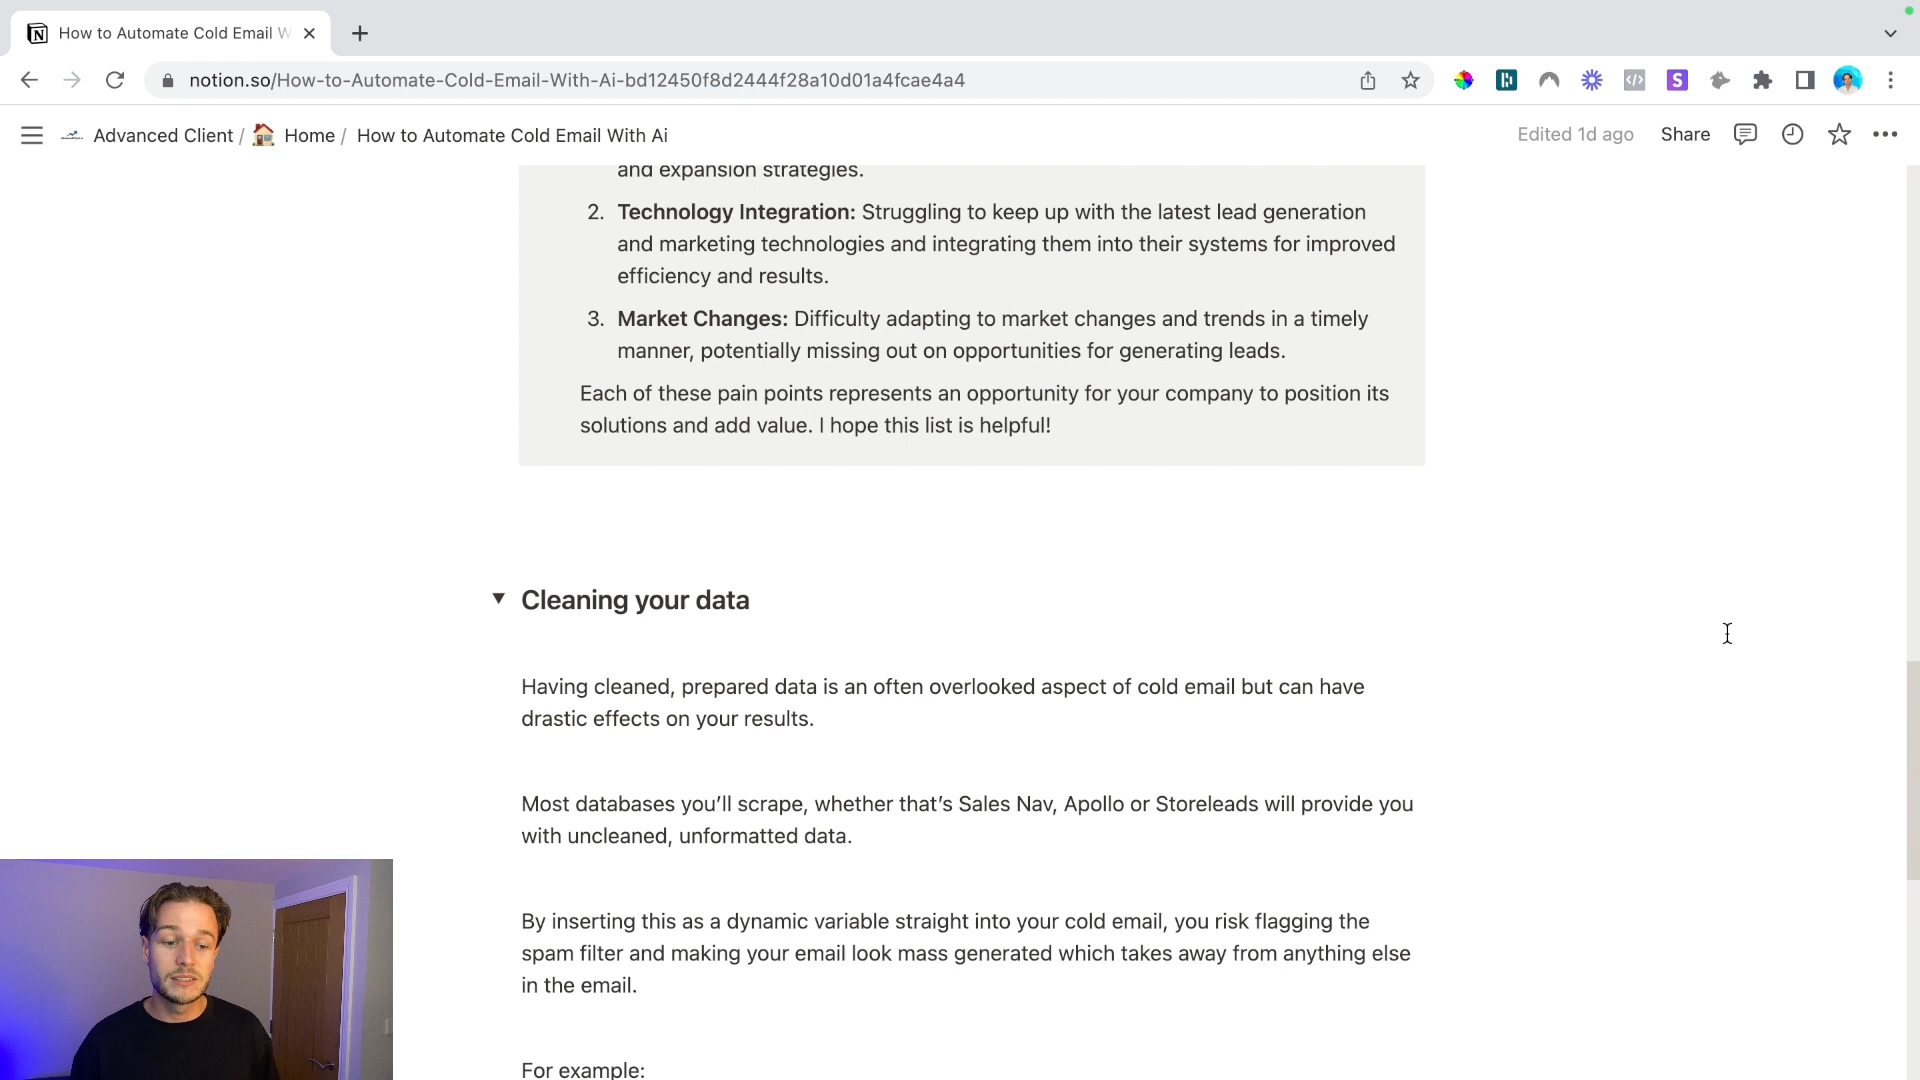 How to Automate Cold Email W
notion.so/How-to-Automate-Cold-Email-With-Ai-bd12450f8d2444f28a10d01a4fcae4a4
Advanced Client / Home / How to Automate Cold Email With Ai
Edited 1d ago Share
and expansion strategies.
2. Technology Integration: Struggling to keep up with the latest lead generation
and marketing technologies and integrating them into their systems for improved
efficiency and results.
3. Market Changes: Difficulty adapting to market changes and trends in a timely
manner, potentially missing out on opportunities for generating leads.
Each of these pain points represents an opportunity for your company to position its
solutions and add value. I hope this list is helpful!
Cleaning your data
Having cleaned, prepared data is an often overlooked aspect of cold email but can have
drastic effects on your results.
Most databases you’ll scrape, whether that’s Sales Nav, Apollo or Storeleads will provide you
with uncleaned, unformatted data.
By inserting this as a dynamic variable straight into your cold email, you risk flagging the
spam filter and making your email look mass generated which takes away from anything else
in the email.
For example: